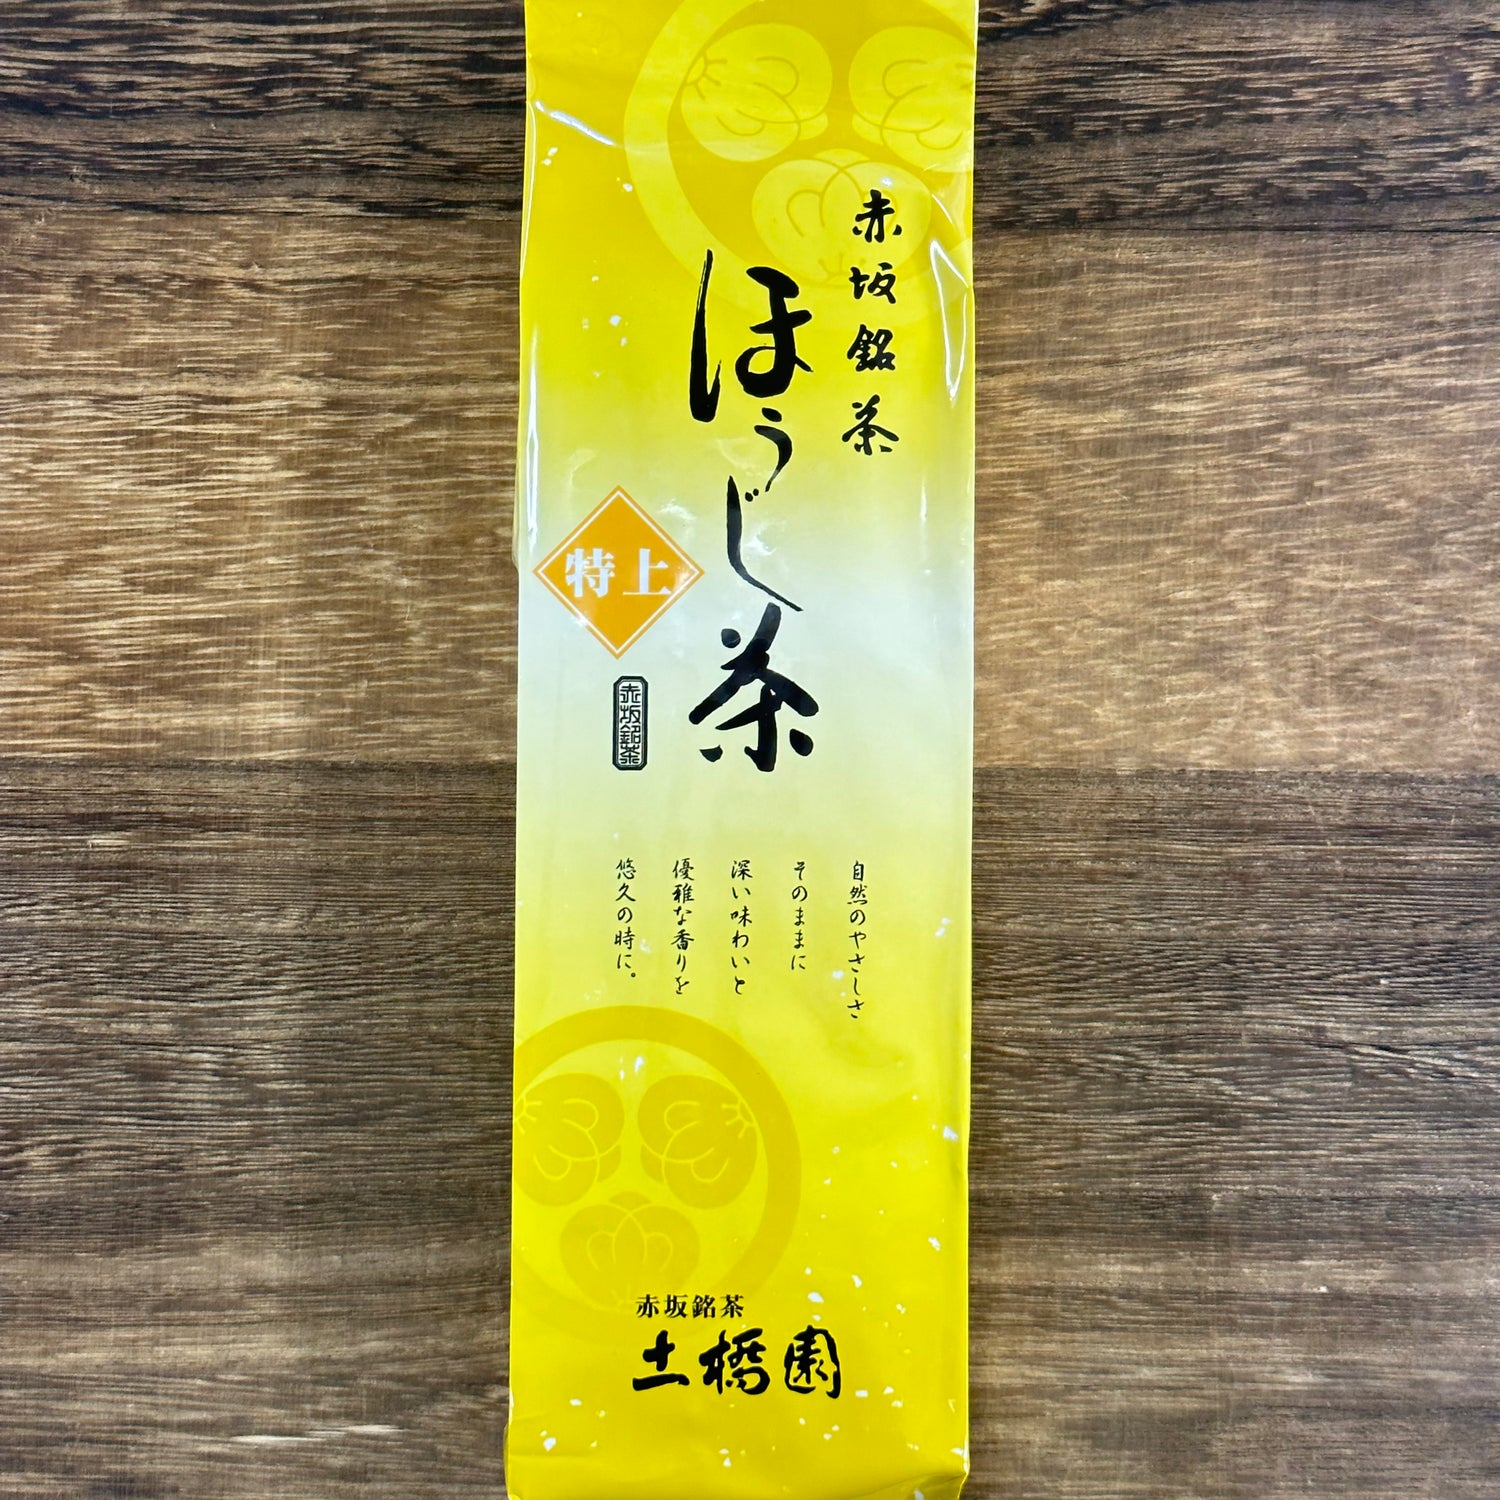 赤坂銘茶
ほうじ茶
特上
赤坂銘茶
自然のやさしさ
そのままに
深い味わいと
優雅な香りを
悠久の時に。
赤坂銘茶
土橋園